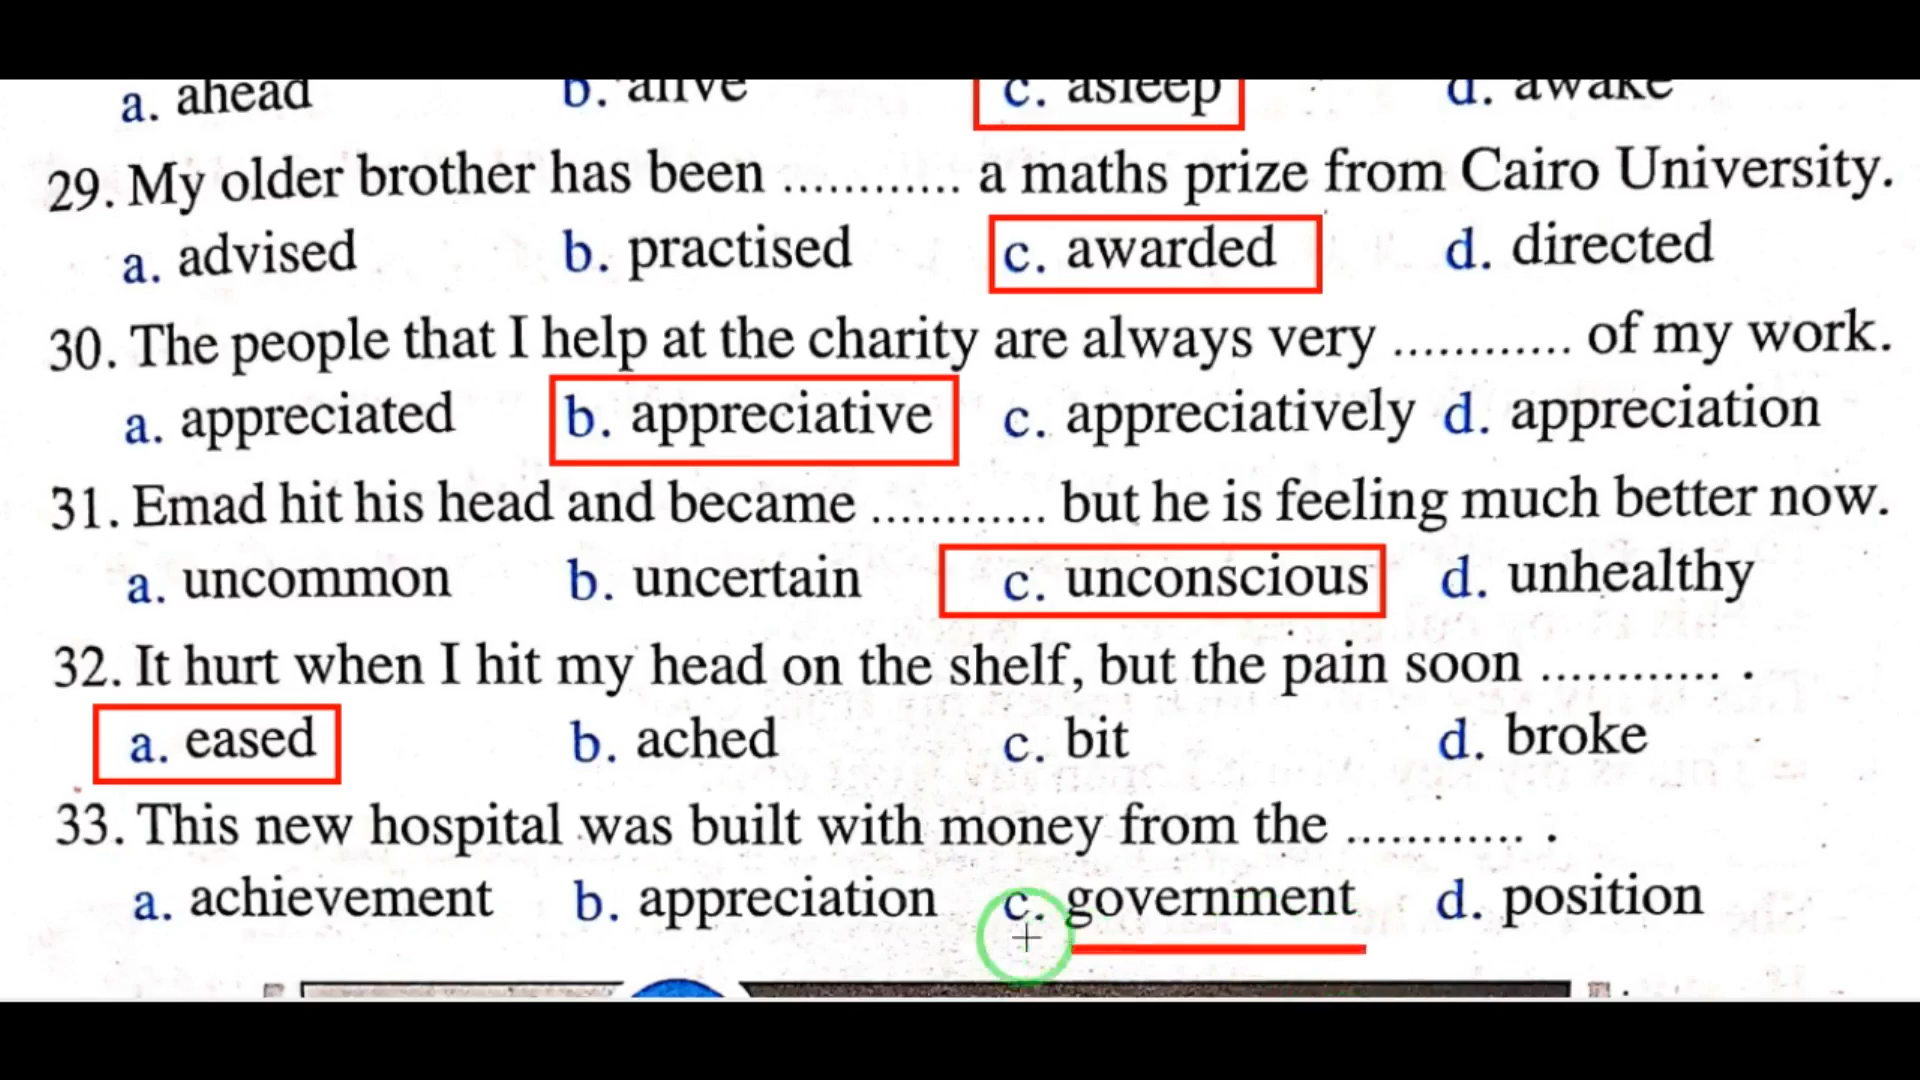 a. ahead b. alive c. asleep d. awake
29. My older brother has been ............ a maths prize from Cairo University.
a. advised b. practised c. awarded d. directed
30. The people that I help at the charity are always very ............ of my work.
a. appreciated b. appreciative c. appreciatively d. appreciation
31. Emad hit his head and became ............ but he is feeling much better now.
a. uncommon b. uncertain c. unconscious d. unhealthy
32. It hurt when I hit my head on the shelf, but the pain soon ............ .
a. eased b. ached c. bit d. broke
33. This new hospital was built with money from the ............ .
a. achievement b. appreciation c. government d. position